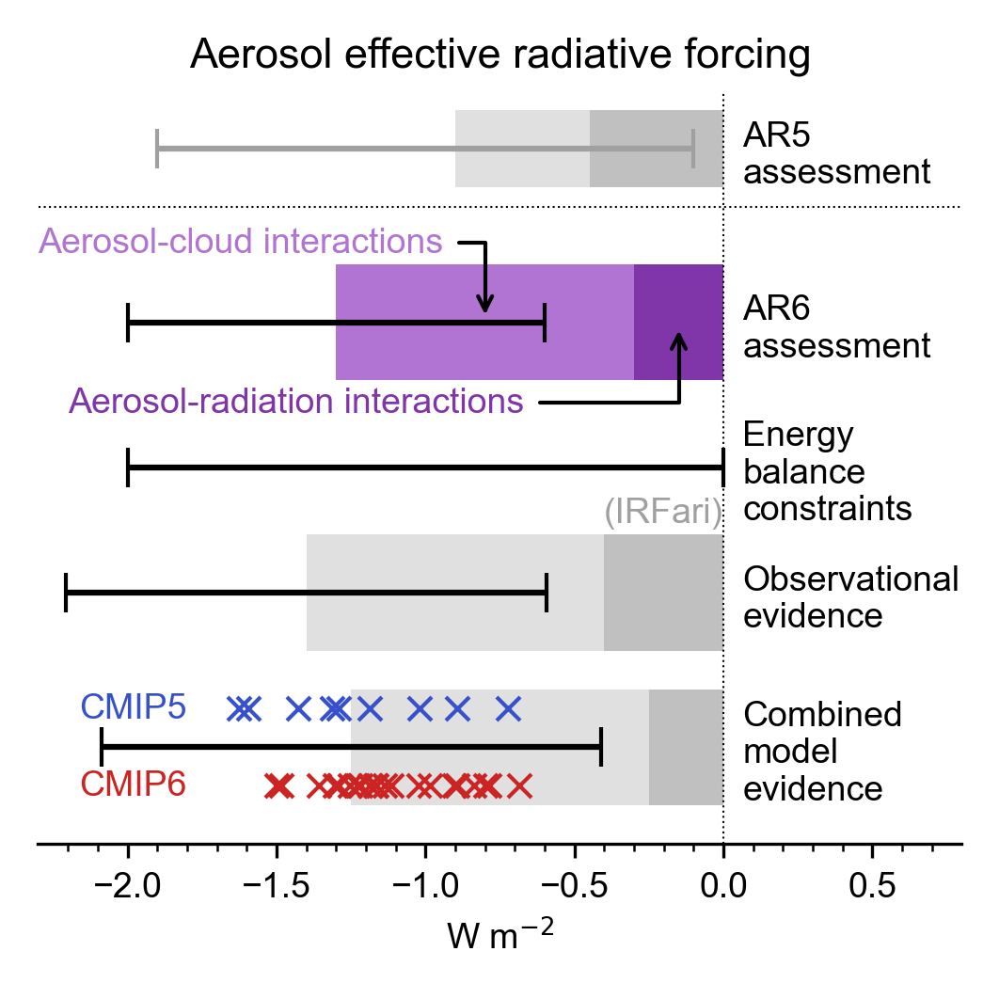 Aerosol effective radiative forcing
AR5
assessment
Aerosol-cloud interactions
AR6
assessment
Aerosol-radiation interactions
Energy
balance
constraints
(IRFari)
Observational
evidence
CMIP5
Combined
model
evidence
CMIP6
−2.0 −1.5 −1.0 −0.5 0.0 0.5
W m⁻²